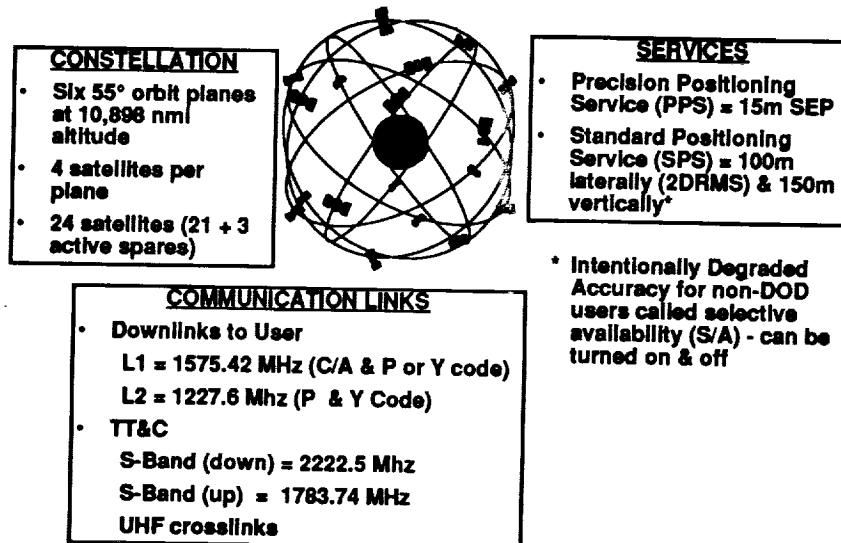 CONSTELLATION
• Six 55° orbit planes
at 10,898 nmi
altitude
• 4 satellites per
plane
• 24 satellites (21 + 3
active spares)
SERVICES
• Precision Positioning
Service (PPS) = 15m SEP
• Standard Positioning
Service (SPS) = 100m
laterally (2DRMS) & 150m
vertically*
* Intentionally Degraded
Accuracy for non-DOD
users called selective
availability (S/A) - can be
turned on & off
COMMUNICATION LINKS
• Downlinks to User
L1 = 1575.42 MHz (C/A & P or Y code)
L2 = 1227.6 Mhz (P & Y Code)
• TT&C
S-Band (down) = 2222.5 Mhz
S-Band (up) = 1783.74 MHz
UHF crosslinks